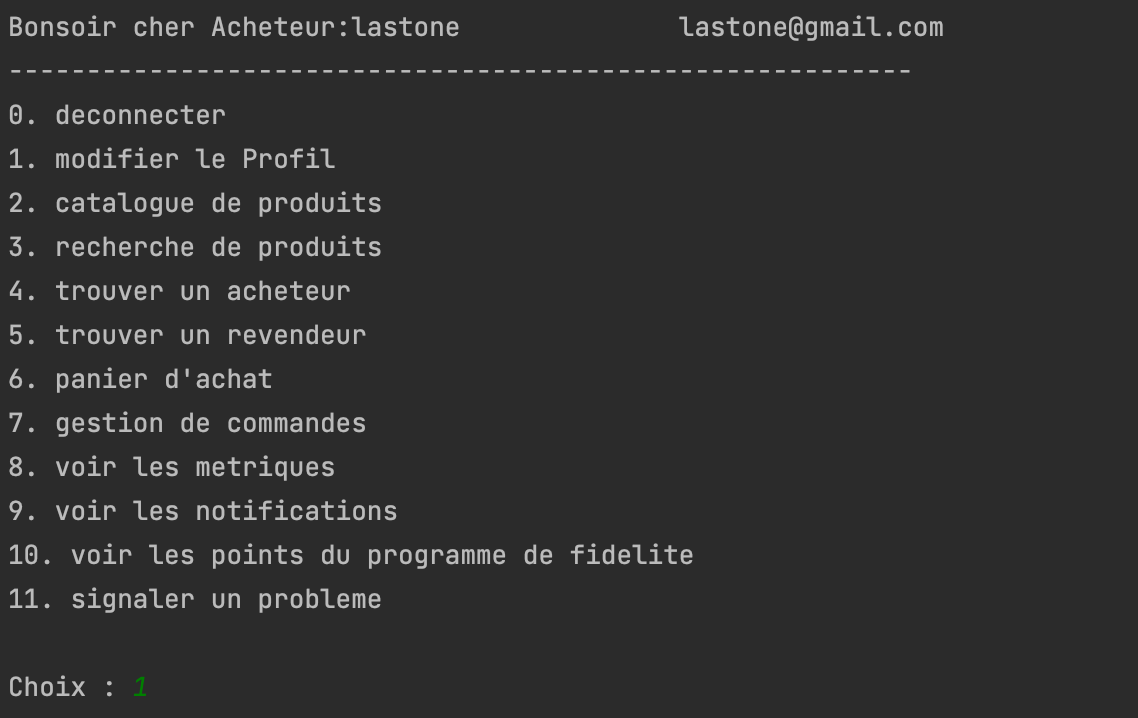 Bonsoir cher Acheteur:lastone lastone@gmail.com
----------------------------------------------------------
0. deconnecter
1. modifier le Profil
2. catalogue de produits
3. recherche de produits
4. trouver un acheteur
5. trouver un revendeur
6. panier d'achat
7. gestion de commandes
8. voir les metriques
9. voir les notifications
10. voir les points du programme de fidelite
11. signaler un probleme
Choix : 1